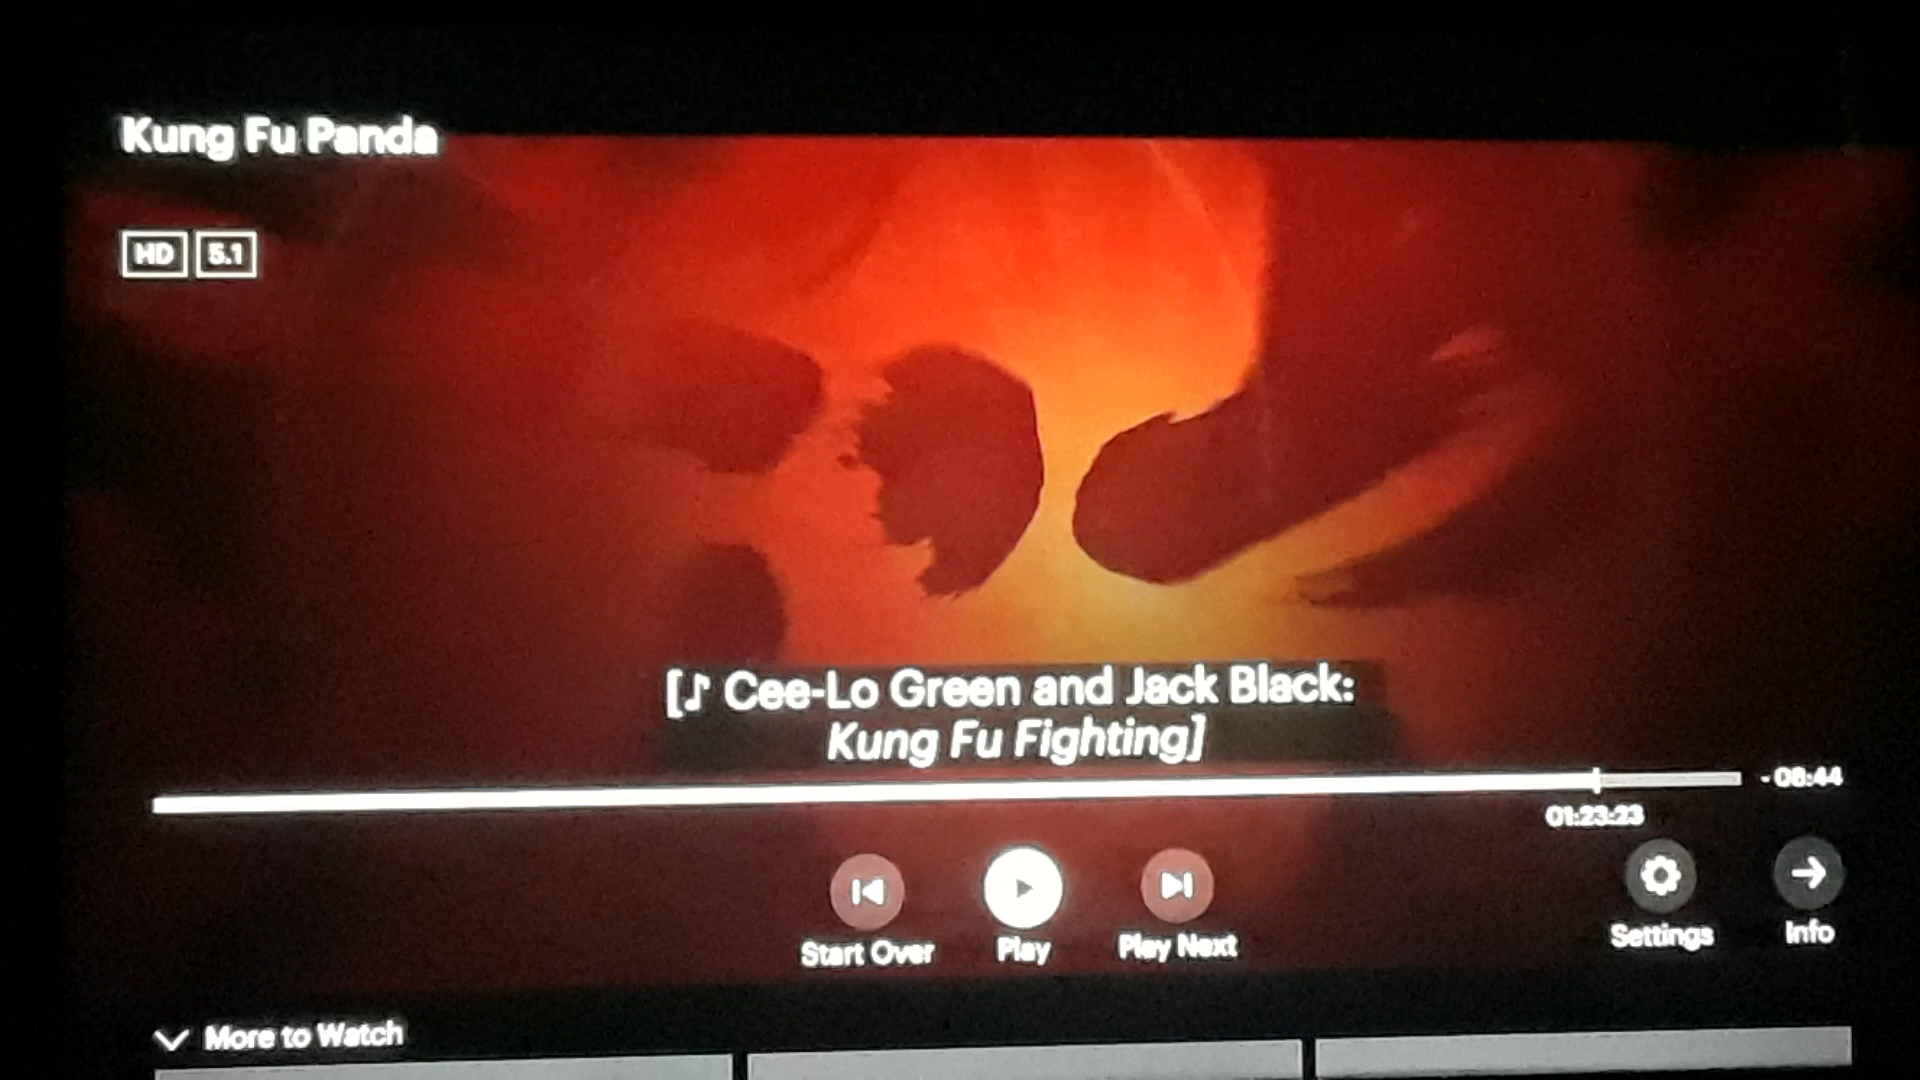 Kung Fu Panda
HD 5.1
[♪ Cee-Lo Green and Jack Black:
Kung Fu Fighting]
- 08:44
01:23:23
Start Over
Play
Play Next
Settings
Info
More to Watch